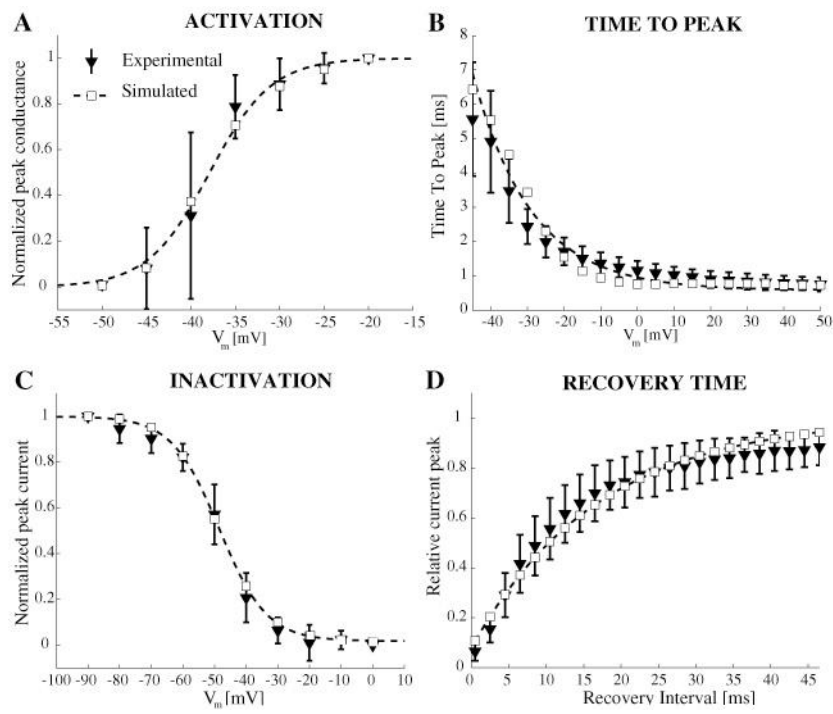 A
ACTIVATION
Normalized peak conductance
1
0.8
0.6
0.4
0.2
0
Experimental
Simulated
-55 -50 -45 -40 -35 -30 -25 -20 -15
Vm [mV]
B
TIME TO PEAK
Time To Peak [ms]
8
7
6
5
4
3
2
1
0
-40 -30 -20 -10 0 10 20 30 40 50
Vm [mV]
C
INACTIVATION
Normalized peak current
1
0.8
0.6
0.4
0.2
0
-100 -90 -80 -70 -60 -50 -40 -30 -20 -10 0 10
Vm [mV]
D
RECOVERY TIME
Relative current peak
1
0.8
0.6
0.4
0.2
0
0 5 10 15 20 25 30 35 40 45
Recovery Interval [ms]